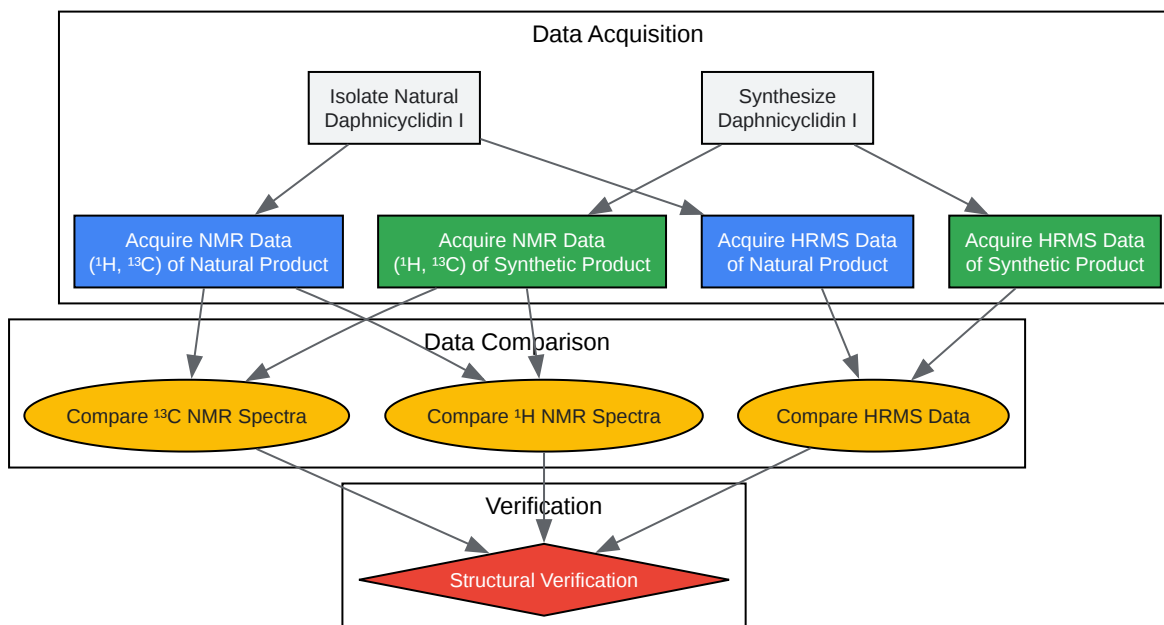 Data Acquisition
Isolate Natural
Daphnicyclidin I
Synthesize
Daphnicyclidin I
Acquire NMR Data
(¹H, ¹³C) of Natural Product
Acquire NMR Data
(¹H, ¹³C) of Synthetic Product
Acquire HRMS Data
of Natural Product
Acquire HRMS Data
of Synthetic Product
Data Comparison
Compare ¹³C NMR Spectra
Compare ¹H NMR Spectra
Compare HRMS Data
Verification
Structural Verification